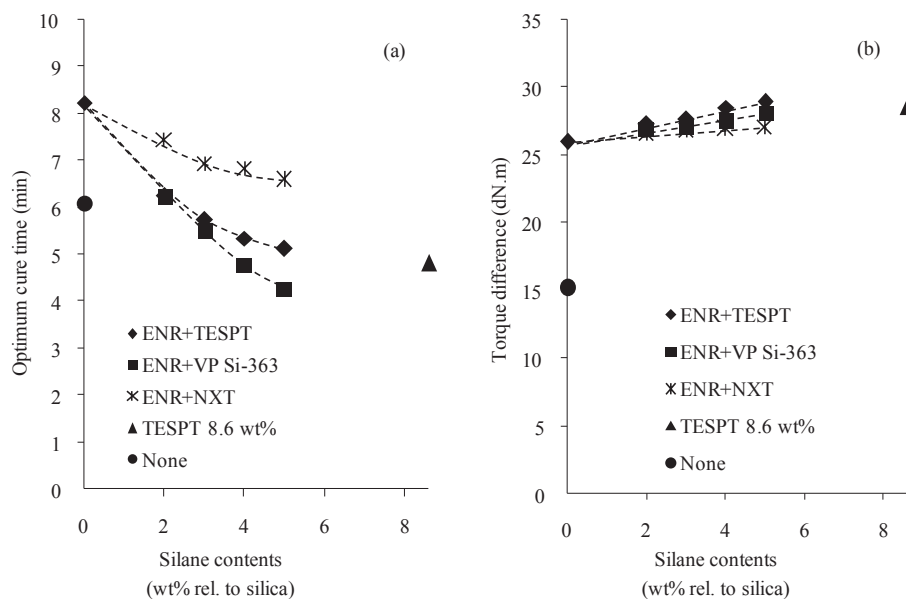 (a)
10
9
8
7
6
5
4
3
2
1
0
0 2 4 6 8
Optimum cure time (min)
Silane contents
(wt% rel. to silica)
ENR+TESPT
ENR+VP Si-363
ENR+NXT
TESPT 8.6 wt%
None
(b)
35
30
25
20
15
10
5
0
0 2 4 6 8
Torque difference (dN.m)
Silane contents
(wt% rel. to silica)
ENR+TESPT
ENR+VP Si-363
ENR+NXT
TESPT 8.6 wt%
None